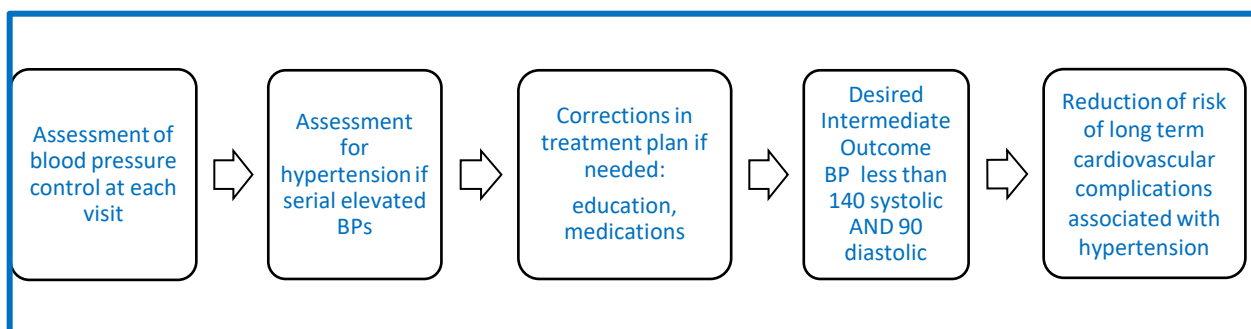 Assessment of
blood pressure
control at each
visit
Assessment
for
hypertension if
serial elevated
BPs
Corrections in
treatment plan if
needed:
education,
medications
Desired
Intermediate
Outcome
BP less than
140 systolic
AND 90
diastolic
Reduction of risk
of long term
cardiovascular
complications
associated with
hypertension